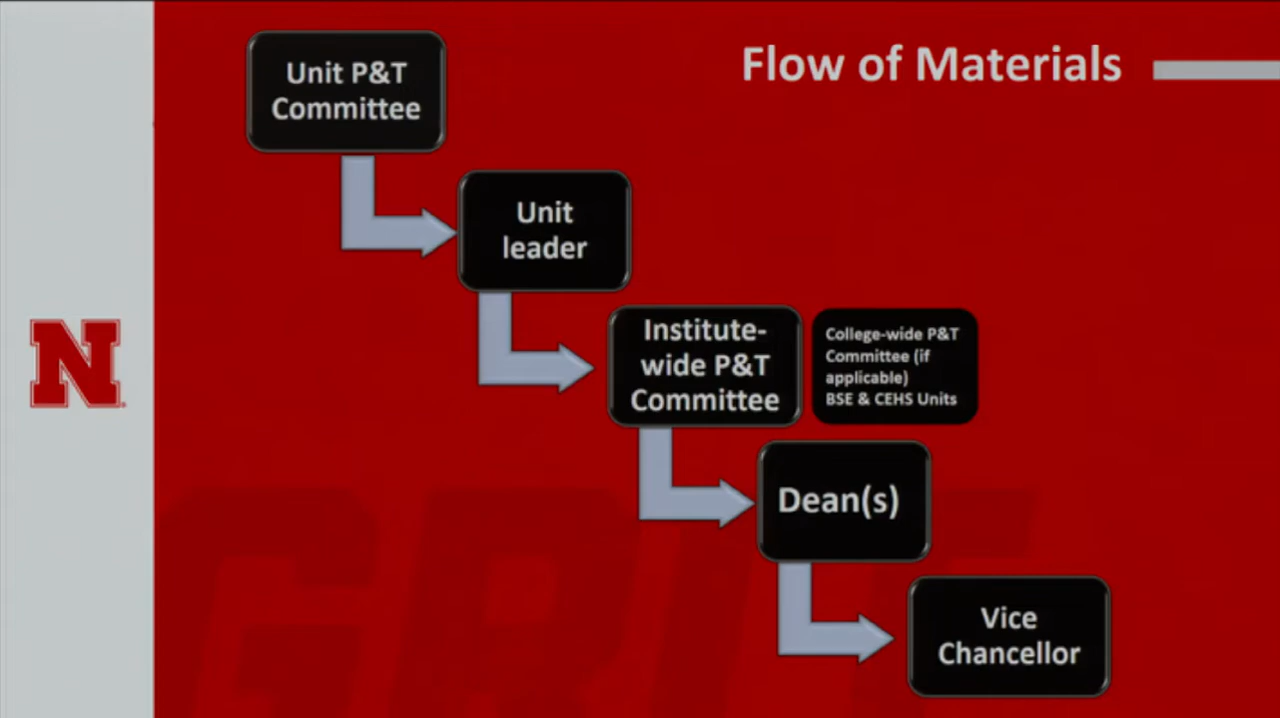 Flow of Materials
Unit P&T
Committee
Unit
leader
Institute-
wide P&T
Committee
College-wide P&T
Committee (if
applicable)
BSE & CEHS Units
Dean(s)
Vice
Chancellor
N
GRIT